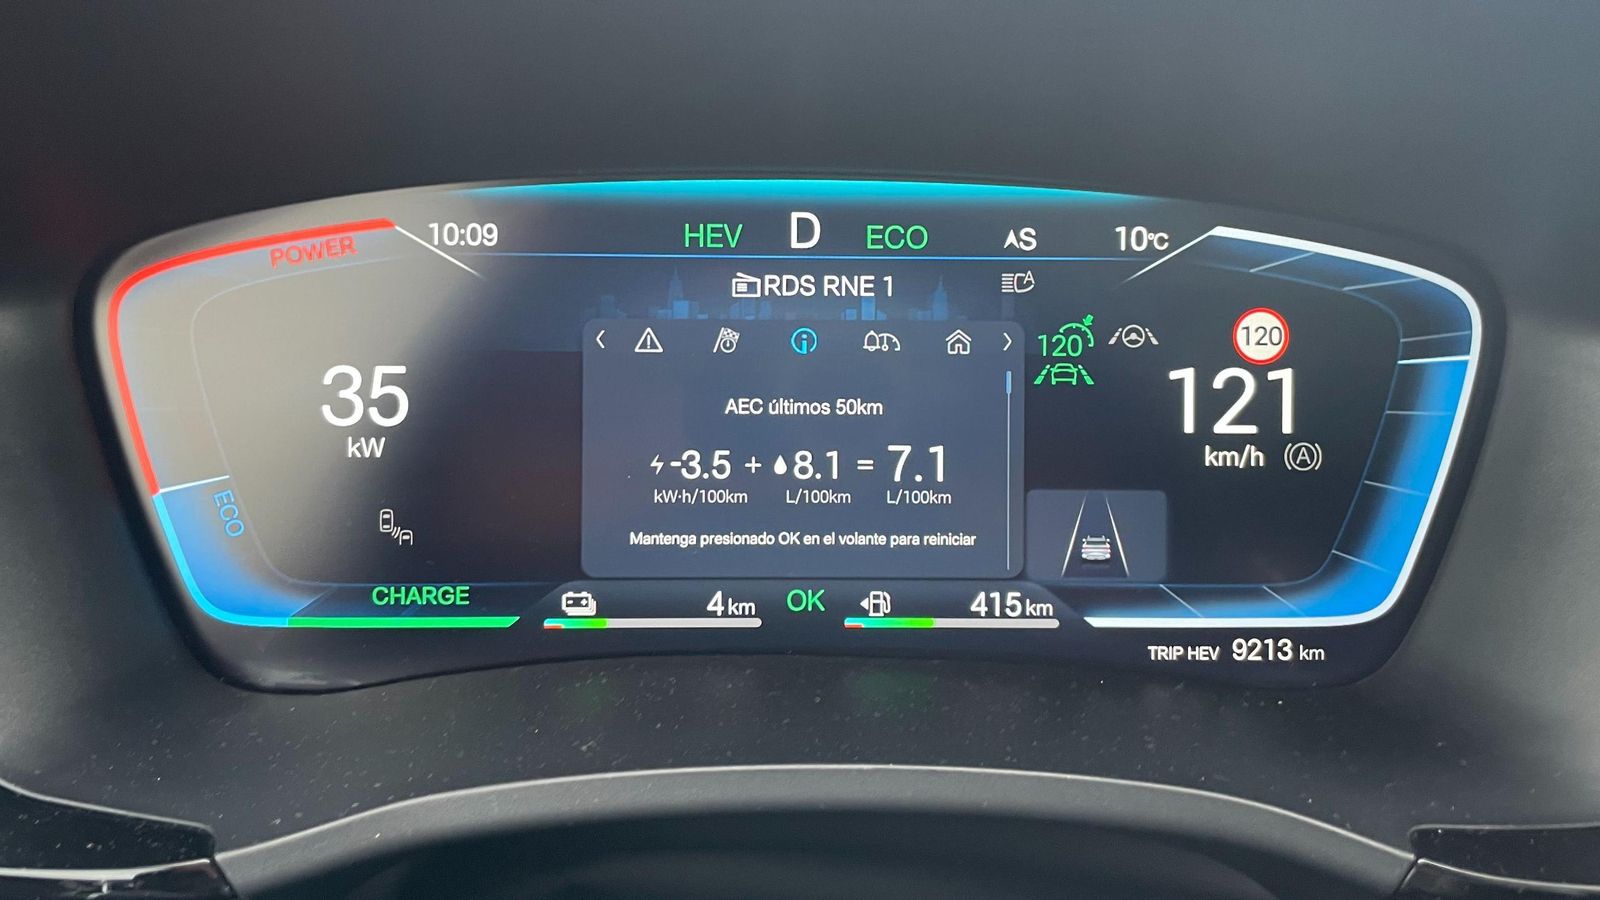 10:09 HEV D ECO AS 10°C
POWER
RDS RNE 1 A
120
120
35
kW
121
km/h A
AEC últimos 50km
-3.5 + 8.1 = 7.1
kW·h/100km L/100km L/100km
Mantenga presionado OK en el volante para reiniciar
ECO
CHARGE
4 km OK 415 km
TRIP HEV 9213 km